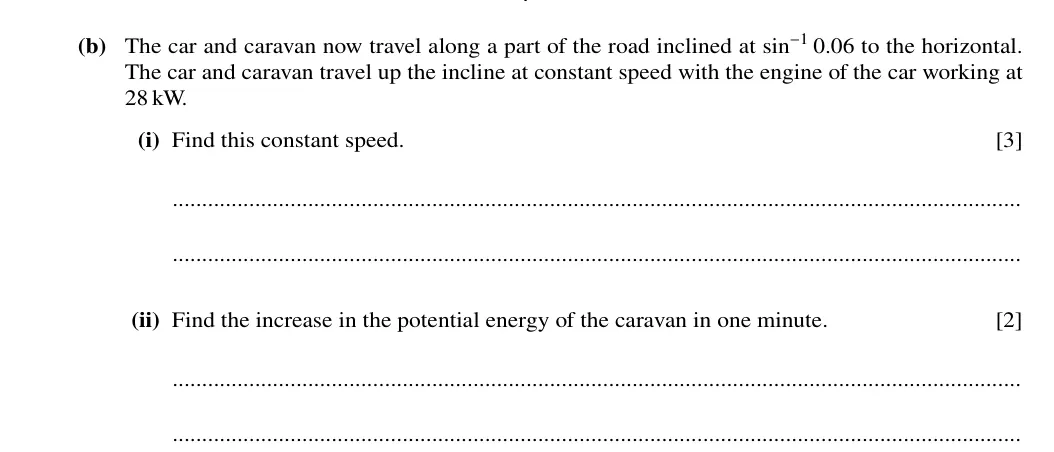 (b) The car and caravan now travel along a part of the road inclined at sin⁻¹ 0.06 to the horizontal.
The car and caravan travel up the incline at constant speed with the engine of the car working at
28 kW.
(i) Find this constant speed. [3]
(ii) Find the increase in the potential energy of the caravan in one minute. [2]